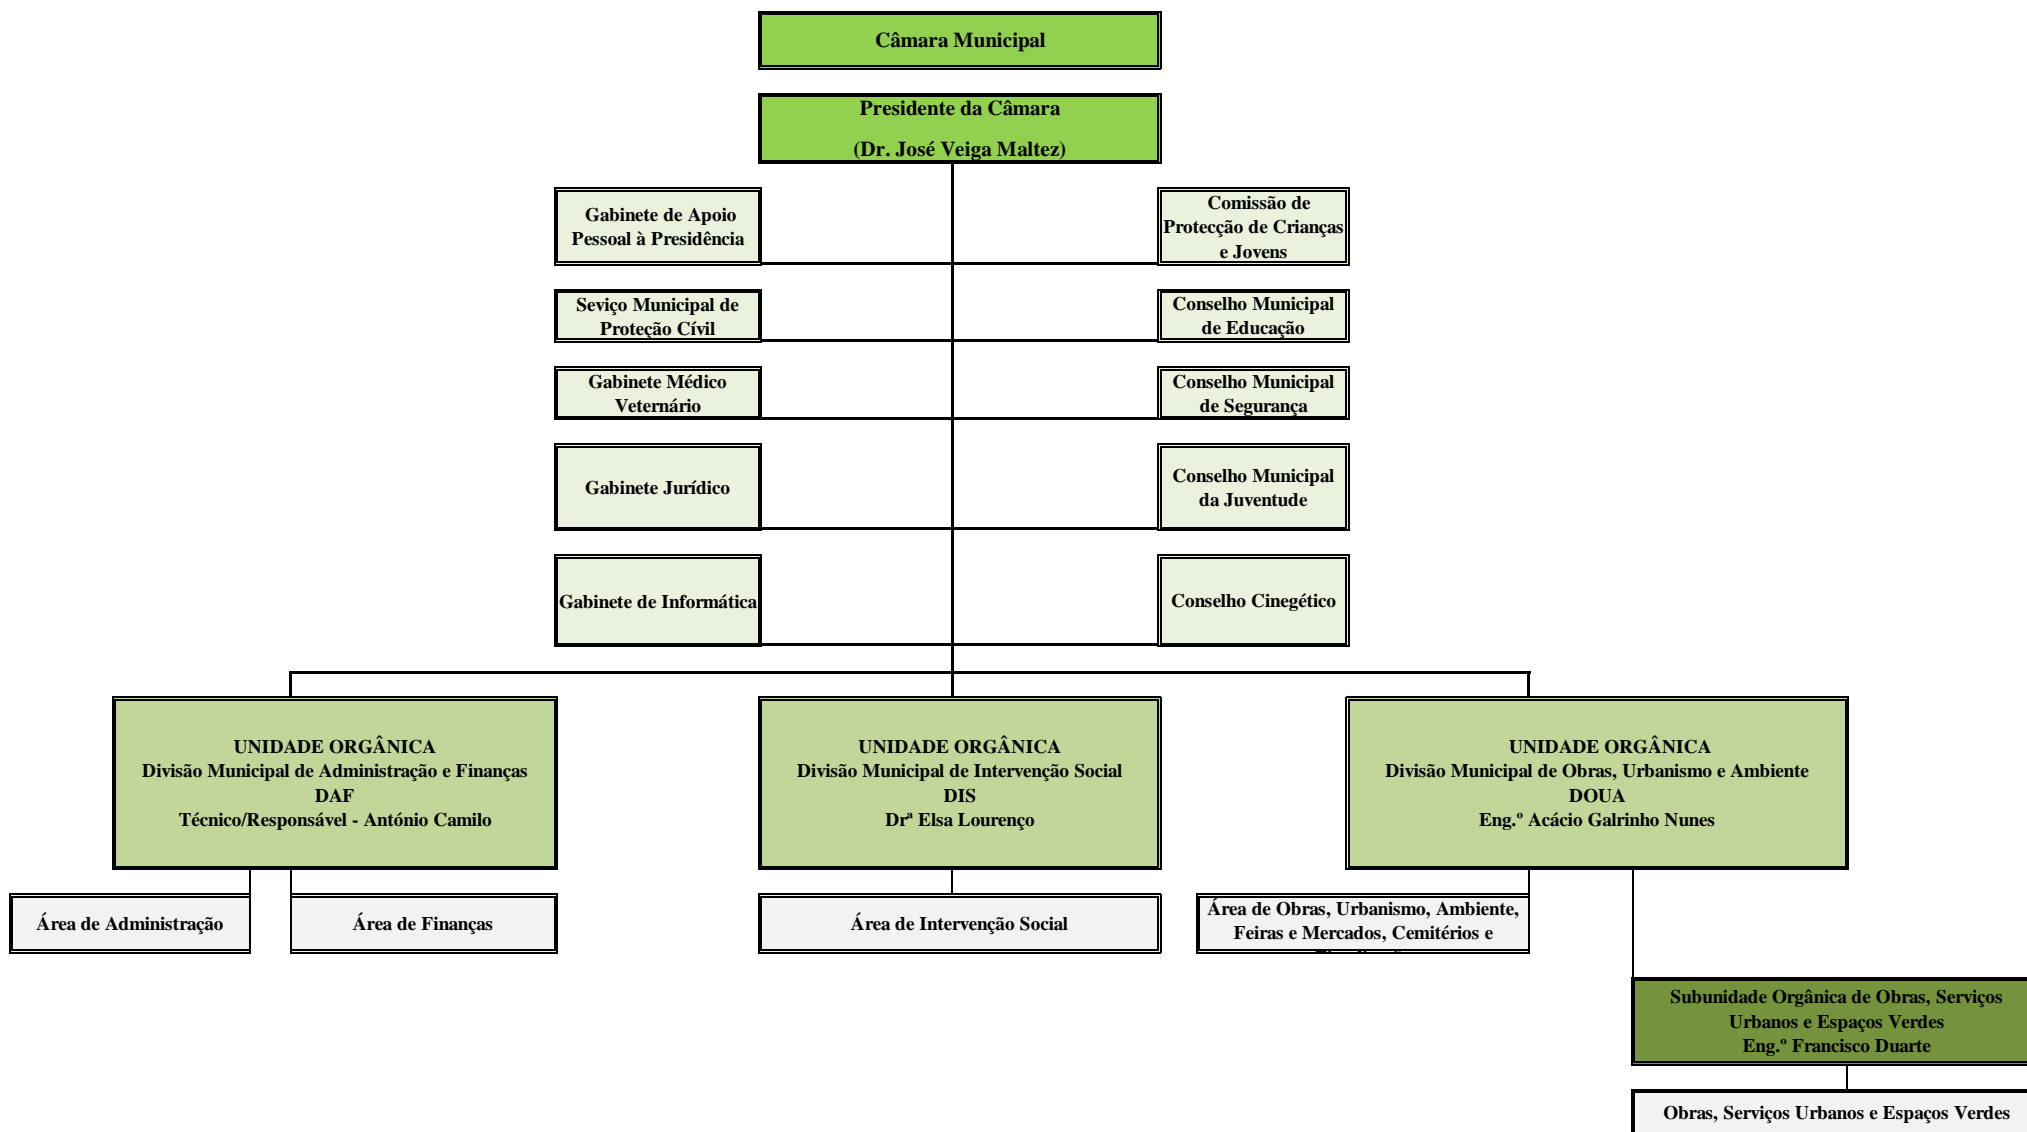 Câmara Municipal
Presidente da Câmara
(Dr. José Veiga Maltez)
Gabinete de Apoio
Pessoal à Presidência
Comissão de
Protecção de Crianças
e Jovens
Seviço Municipal de
Proteção Cívil
Conselho Municipal
de Educação
Gabinete Médico
Veternário
Conselho Municipal
de Segurança
Gabinete Jurídico
Conselho Municipal
da Juventude
Gabinete de Informática
Conselho Cinegético
UNIDADE ORGÂNICA
Divisão Municipal de Administração e Finanças
DAF
Técnico/Responsável - António Camilo
UNIDADE ORGÂNICA
Divisão Municipal de Intervenção Social
DIS
Drª Elsa Lourenço
UNIDADE ORGÂNICA
Divisão Municipal de Obras, Urbanismo e Ambiente
DOUA
Eng.º Acácio Galrinho Nunes
Área de Administração
Área de Finanças
Área de Intervenção Social
Área de Obras, Urbanismo, Ambiente,
Feiras e Mercados, Cemitérios e
Subunidade Orgânica de Obras, Serviços
Urbanos e Espaços Verdes
Eng.º Francisco Duarte
Obras, Serviços Urbanos e Espaços Verdes